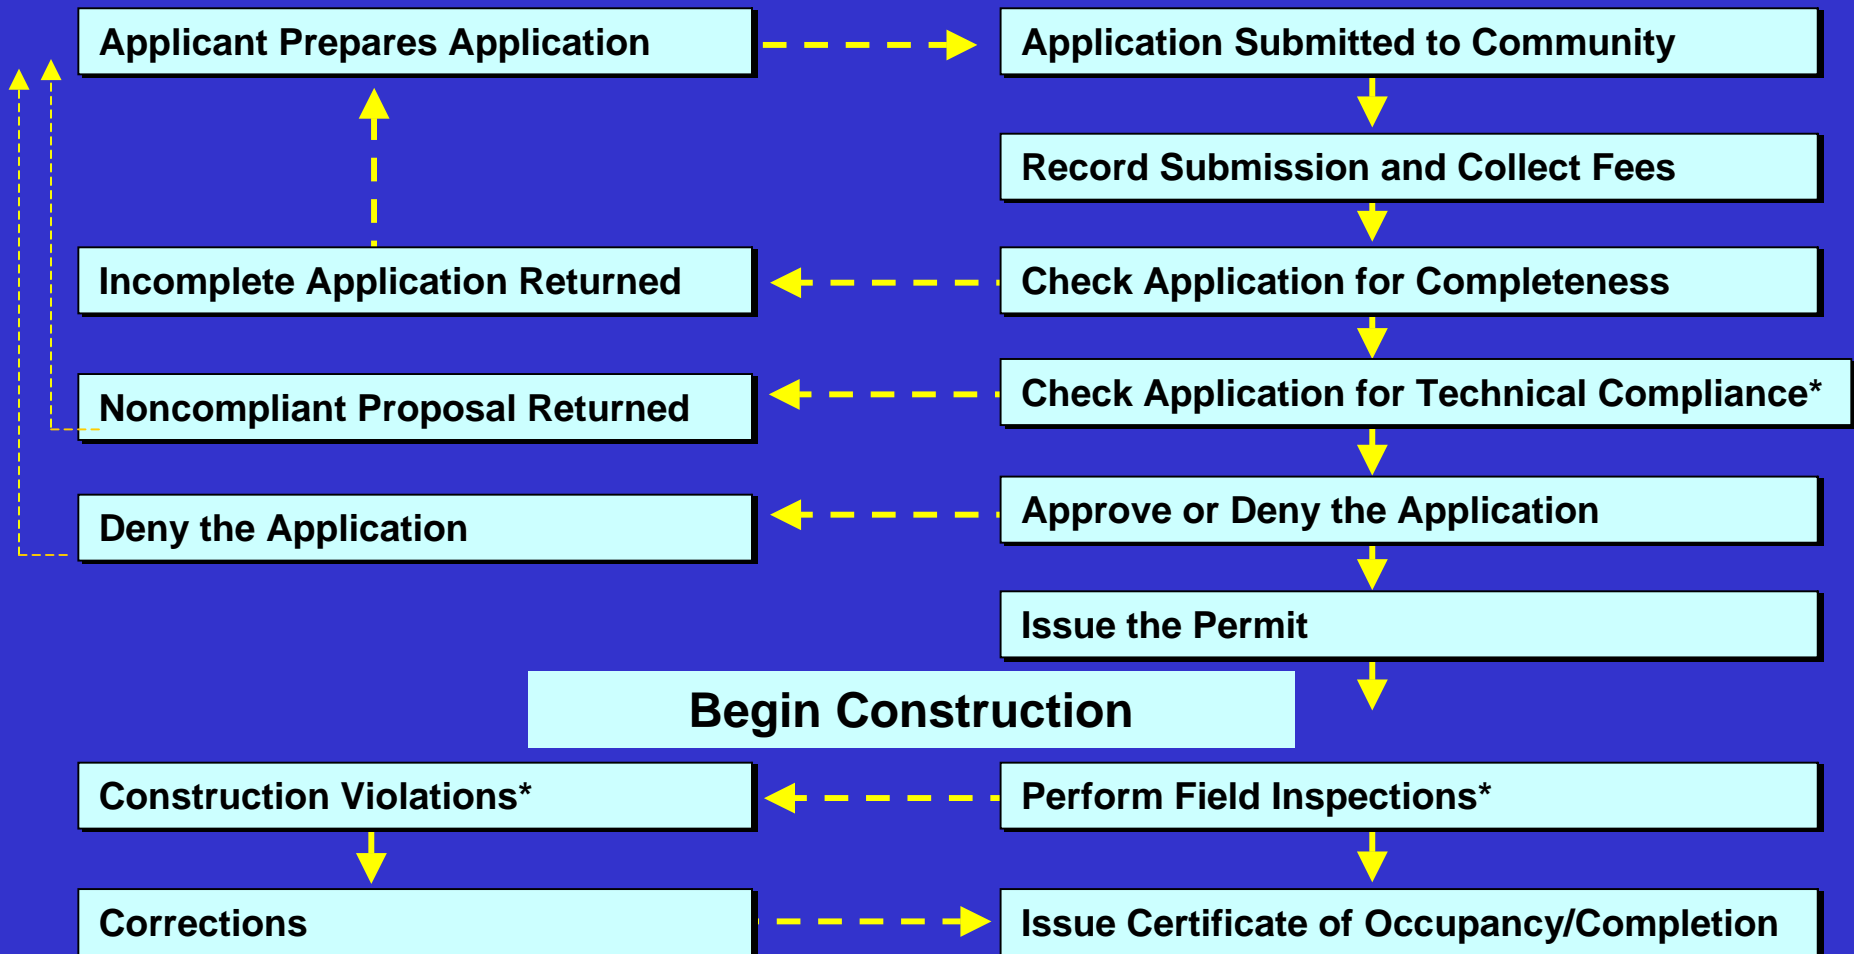 Applicant Prepares Application
Application Submitted to Community
Record Submission and Collect Fees
Incomplete Application Returned
Check Application for Completeness
Noncompliant Proposal Returned
Check Application for Technical Compliance*
Deny the Application
Approve or Deny the Application
Issue the Permit
Begin Construction
Construction Violations*
Perform Field Inspections*
Corrections
Issue Certificate of Occupancy/Completion